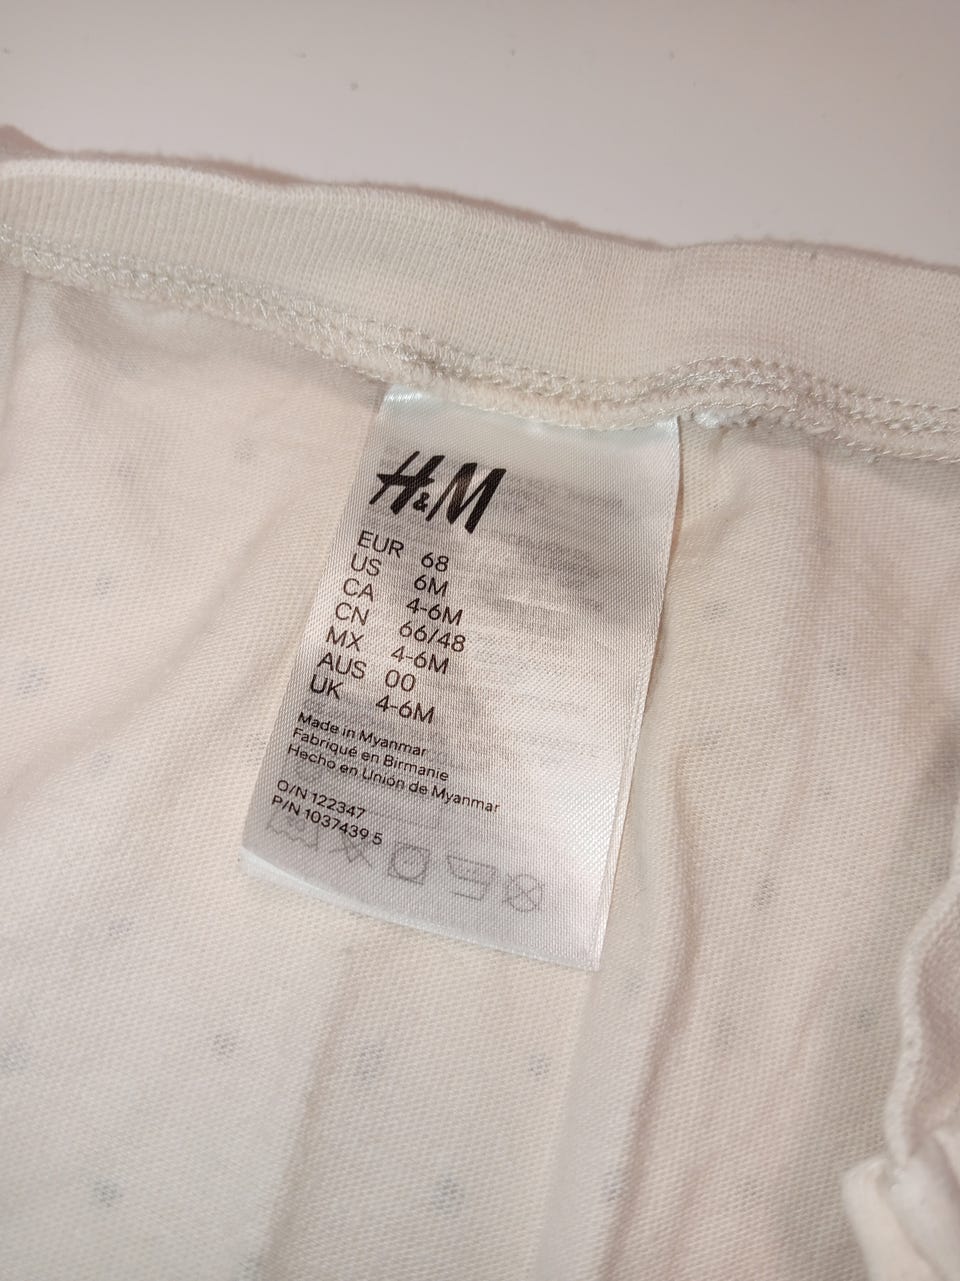 H&M
EUR 68
US 6M
CA 4-6M
CN 66/48
MX 4-6M
AUS 00
UK 4-6M
Made in Myanmar
Fabriqué en Birmanie
Hecho en Unión de Myanmar
O/N 122347
P/N 1037439 5